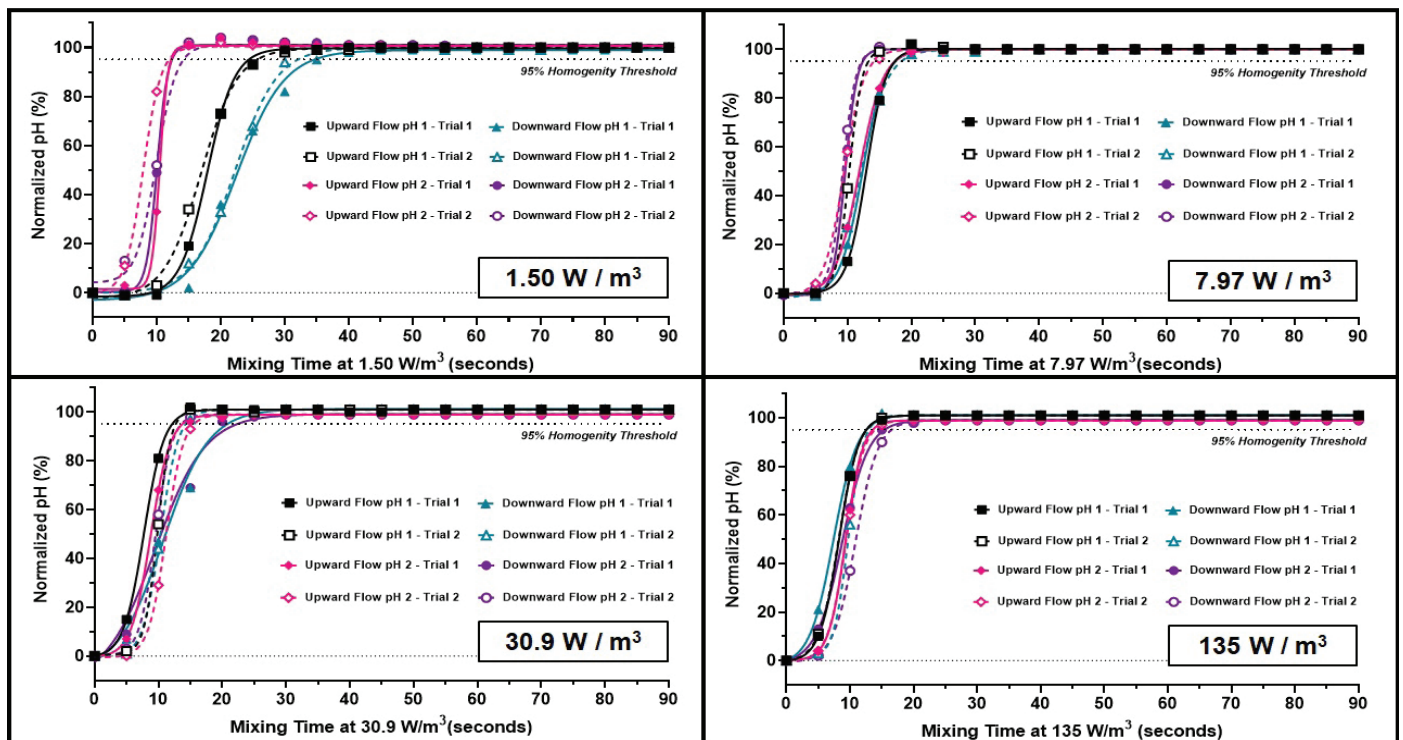 Normalized pH (%)
100
80
60
40
20
0
95% Homogenity Threshold
Upward Flow pH 1 - Trial 1
Downward Flow pH 1 - Trial 1
Upward Flow pH 1 - Trial 2
Downward Flow pH 1 - Trial 2
Upward Flow pH 2 - Trial 1
Downward Flow pH 2 - Trial 1
Upward Flow pH 2 - Trial 2
Downward Flow pH 2 - Trial 2
1.50 W / m³
0 10 20 30 40 50 60 70 80 90
Mixing Time at 1.50 W/m³ (seconds)
Normalized pH (%)
100
80
60
40
20
0
95% Homogenity Threshold
Upward Flow pH 1 - Trial 1
Downward Flow pH 1 - Trial 1
Upward Flow pH 1 - Trial 2
Downward Flow pH 1 - Trial 2
Upward Flow pH 2 - Trial 1
Downward Flow pH 2 - Trial 1
Upward Flow pH 2 - Trial 2
Downward Flow pH 2 - Trial 2
7.97 W / m³
0 10 20 30 40 50 60 70 80 90
Mixing Time at 7.97 W/m³ (seconds)
Normalized pH (%)
100
80
60
40
20
0
95% Homogenity Threshold
Upward Flow pH 1 - Trial 1
Downward Flow pH 1 - Trial 1
Upward Flow pH 1 - Trial 2
Downward Flow pH 1 - Trial 2
Upward Flow pH 2 - Trial 1
Downward Flow pH 2 - Trial 1
Upward Flow pH 2 - Trial 2
Downward Flow pH 2 - Trial 2
30.9 W / m³
0 10 20 30 40 50 60 70 80 90
Mixing Time at 30.9 W/m³(seconds)
Normalized pH (%)
100
80
60
40
20
0
95% Homogenity Threshold
Upward Flow pH 1 - Trial 1
Downward Flow pH 1 - Trial 1
Upward Flow pH 1 - Trial 2
Downward Flow pH 1 - Trial 2
Upward Flow pH 2 - Trial 1
Downward Flow pH 2 - Trial 1
Upward Flow pH 2 - Trial 2
Downward Flow pH 2 - Trial 2
135 W / m³
0 10 20 30 40 50 60 70 80 90
Mixing Time at 135 W/m³ (seconds)